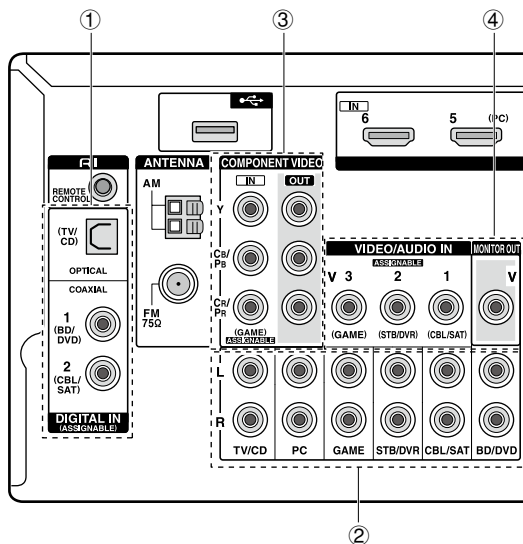 ①
③
④
IN
6
5
(PC)
RI
REMOTE
CONTROL
ANTENNA
COMPONENT VIDEO
AM
IN
OUT
Y
(TV/
CD)
OPTICAL
CB/
PB
VIDEO/AUDIO IN
MONITOR OUT
ASSIGNABLE
V
3
2
1
V
COAXIAL
1
(BD/
DVD)
FM
75Ω
CR/
PR
(GAME)
ASSIGNABLE
(GAME)
(STB/DVR)
(CBL/SAT)
2
(CBL/
SAT)
L
R
DIGITAL IN
(ASSIGNABLE)
TV/CD
PC
GAME
STB/DVR
CBL/SAT
BD/DVD
②